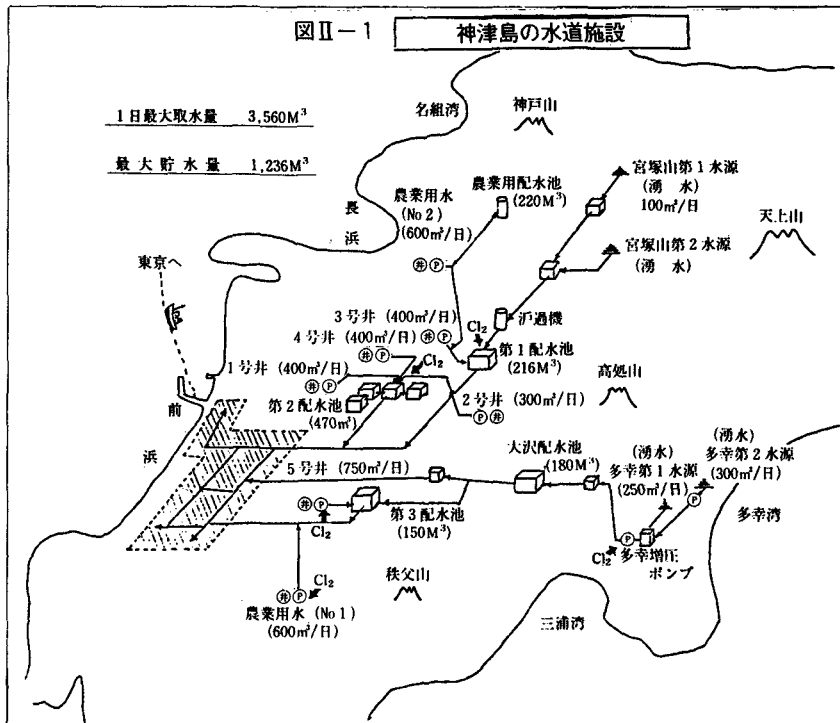 図Ⅱ-1 神津島の水道施設
1日最大取水量 3,560M³
最大貯水量 1,236M³
名組湾
神戸山
長浜
農業用水
(No 2)
(600㎥/日)
農業用配水池
(220M³)
宮塚山第1水源
(湧 水)
100㎥/日
天上山
宮塚山第2水源
(湧 水)
井 P
東京へ
沪過機
3号井 (400㎥/日)
Cl₂
4号井 (400㎥/日) 井 P
井 P
第1配水池
(216M³)
1号井 (400㎥/日)
Cl₂
井 P
高処山
2号井 (300㎥/日)
P 井
第2配水池
(470㎥)
前浜
大沢配水池
(180M³)
(湧水)
多幸第1水源
(250㎥/日)
(湧水)
多幸第2水源
(300㎥/日)
P
多幸湾
5号井 (750㎥/日)
井 P
Cl₂
第3配水池
(150M³)
P
Cl₂
多幸増圧
ポンプ
秩父山
井 P
Cl₂
農業用水 (No 1)
(600㎥/日)
三浦湾